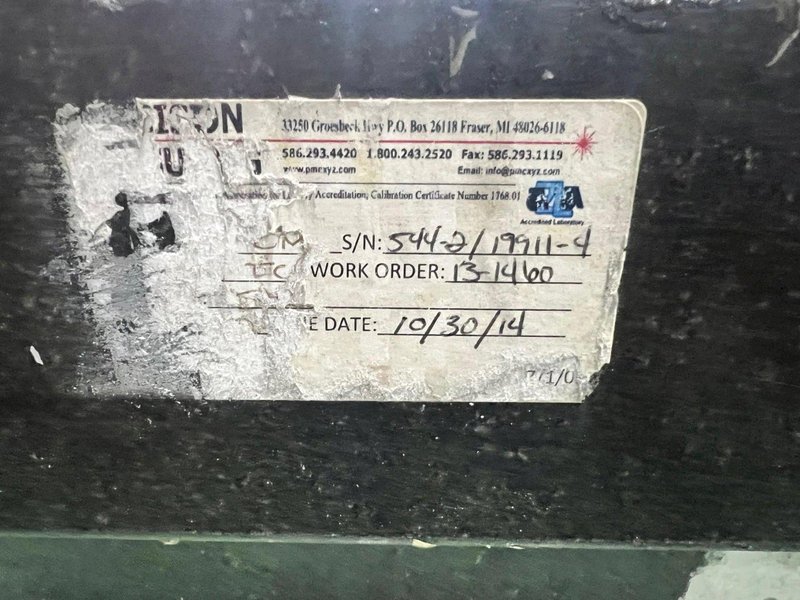 33250 Groesbeck Hwy P.O. Box 26118 Fraser, MI 48026-6118
586.293.4420 1.800.243.2520 Fax: 586.293.1119
www.pmcxyz.com Email: info@pmcxyz.com
Accreditation, Calibration Certificate Number 1768.01
Accredited Laboratory
S/N: 544-2/19911-4
WORK ORDER: 13-1460
E DATE: 10/30/14